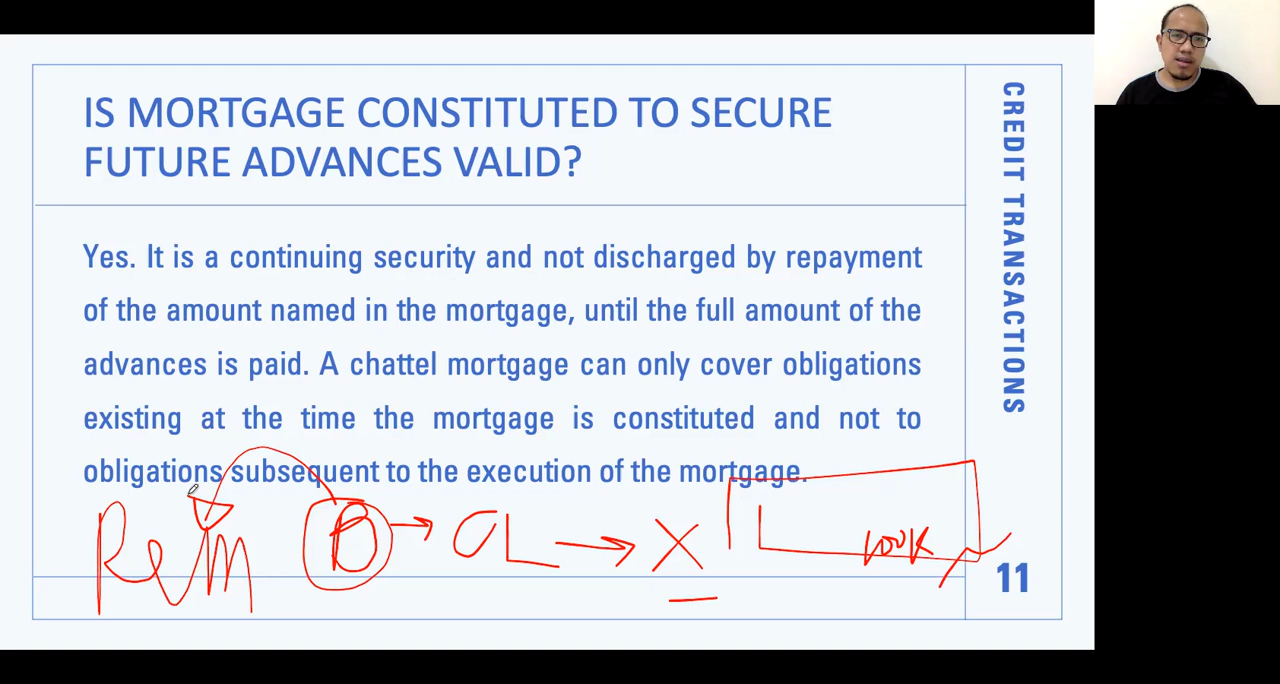 IS MORTGAGE CONSTITUTED TO SECURE
FUTURE ADVANCES VALID?
Yes. It is a continuing security and not discharged by repayment
of the amount named in the mortgage, until the full amount of the
advances is paid. A chattel mortgage can only cover obligations
existing at the time the mortgage is constituted and not to
obligations subsequent to the execution of the mortgage.
REM B CL X 100K
CREDIT TRANSACTIONS
11